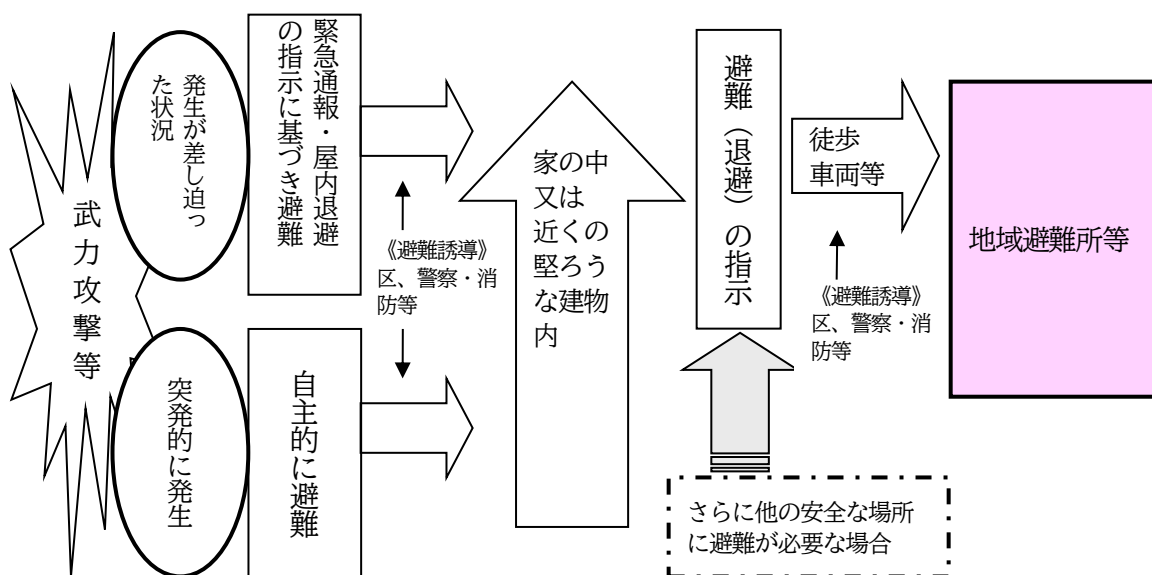 武力攻撃等
発生が差し迫っ
た状況
緊急通報・屋内退避
の指示に基づき避難
突発的に発生
自主的に避難
《避難誘導》
区、警察・消
防等
家の中
又は
近くの
堅ろう
な建物
内
避難（退避）の指示
さらに他の安全な場所
に避難が必要な場合
徒歩
車両等
《避難誘導》
区、警察・消
防等
地域避難所等